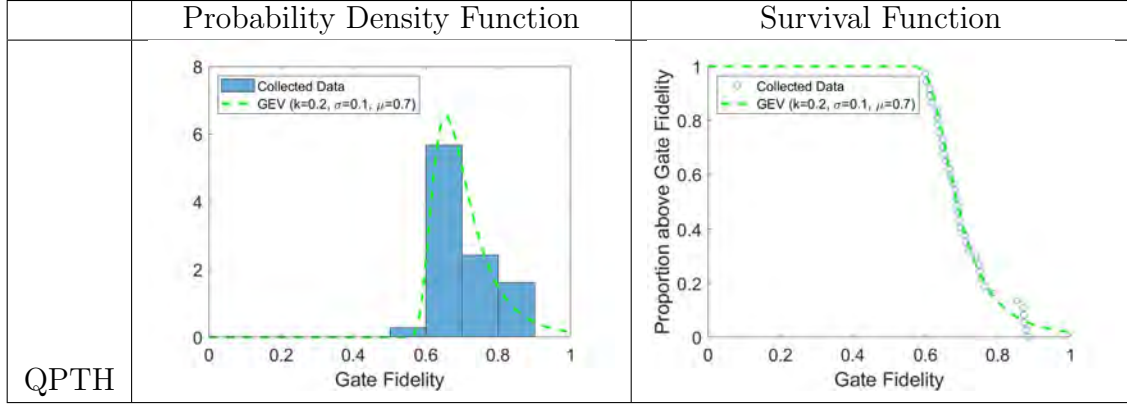 Probability Density Function
Survival Function
QPTH
8
6
4
2
0
0 0.2 0.4 0.6 0.8 1
Gate Fidelity
Collected Data
GEV (k=0.2, σ=0.1, μ=0.7)
Proportion above Gate Fidelity
1
0.8
0.6
0.4
0.2
0
0 0.2 0.4 0.6 0.8 1
Gate Fidelity
Collected Data
GEV (k=0.2, σ=0.1, μ=0.7)